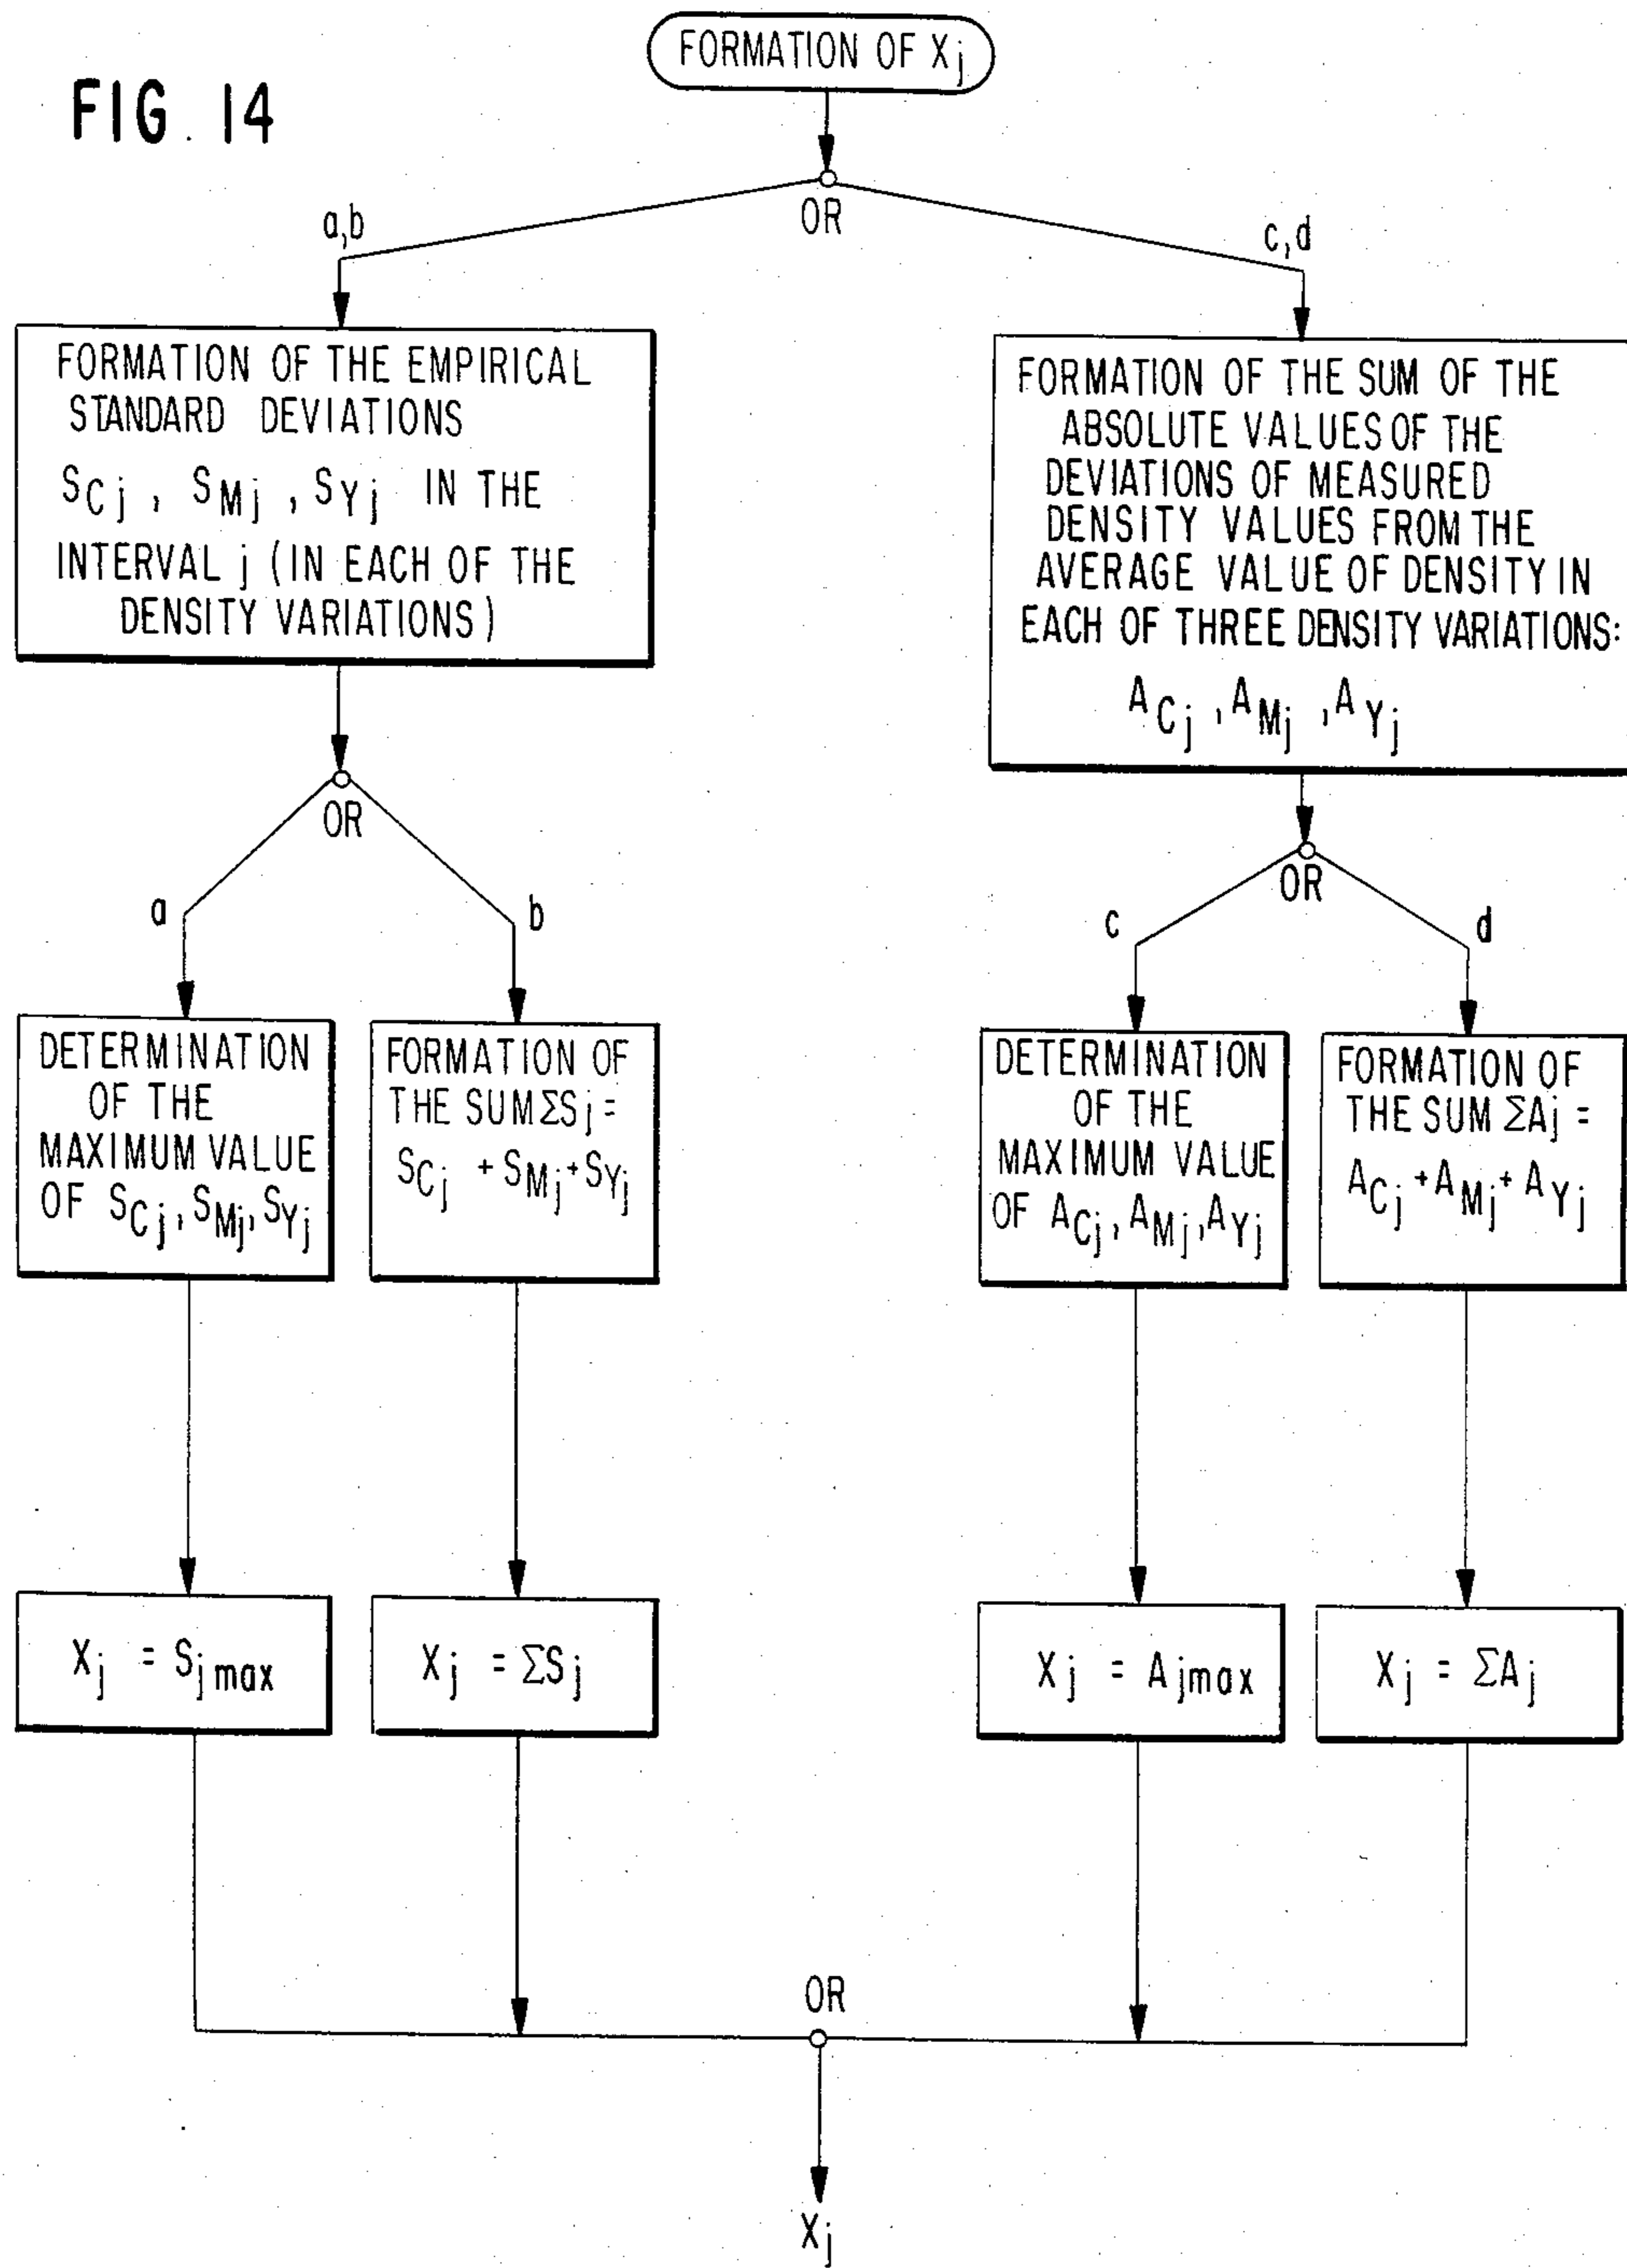 FORMATION OF Xj
FIG. 14
OR
a,b
c,d
FORMATION OF THE EMPIRICAL
STANDARD DEVIATIONS
SCj , SMj , SYj IN THE
INTERVAL j (IN EACH OF THE
DENSITY VARIATIONS)
FORMATION OF THE SUM OF THE
ABSOLUTE VALUES OF THE
DEVIATIONS OF MEASURED
DENSITY VALUES FROM THE
AVERAGE VALUE OF DENSITY IN
EACH OF THREE DENSITY VARIATIONS:
ACj , AMj , AYj
OR
a
b
OR
c
d
DETERMINATION
OF THE
MAXIMUM VALUE
OF SCj, SMj, SYj
FORMATION OF
THE SUM ΣSj =
SCj + SMj + SYj
DETERMINATION
OF THE
MAXIMUM VALUE
OF ACj, AMj, AYj
FORMATION OF
THE SUM ΣAj =
ACj + AMj + AYj
Xj = Sjmax
Xj = ΣSj
Xj = Ajmax
Xj = ΣAj
OR
Xj